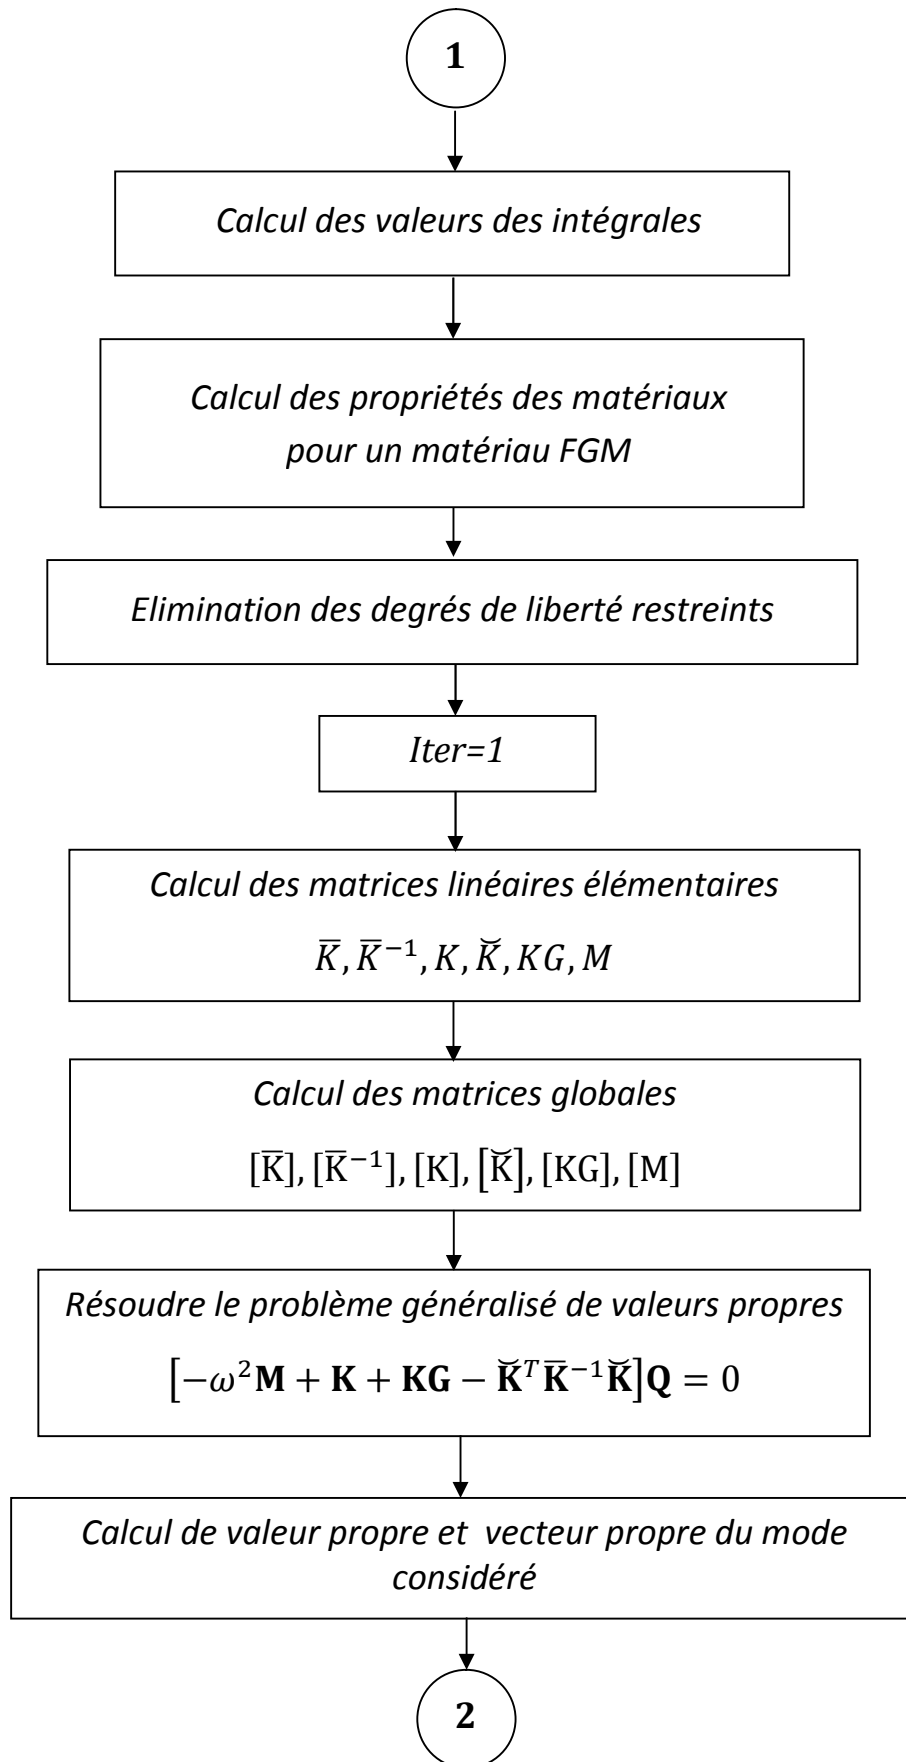 1
Calcul des valeurs des intégrales
Calcul des propriétés des matériaux
pour un matériau FGM
Elimination des degrés de liberté restreints
Iter=1
Calcul des matrices linéaires élémentaires
K̅, K̅⁻¹, K, K̆, KG, M
Calcul des matrices globales
[K̅], [K̅⁻¹], [K], [K̆], [KG], [M]
Résoudre le problème généralisé de valeurs propres
[−ω²M + K + KG − K̆ᵀK̅⁻¹K̆]Q = 0
Calcul de valeur propre et vecteur propre du mode
considéré
2